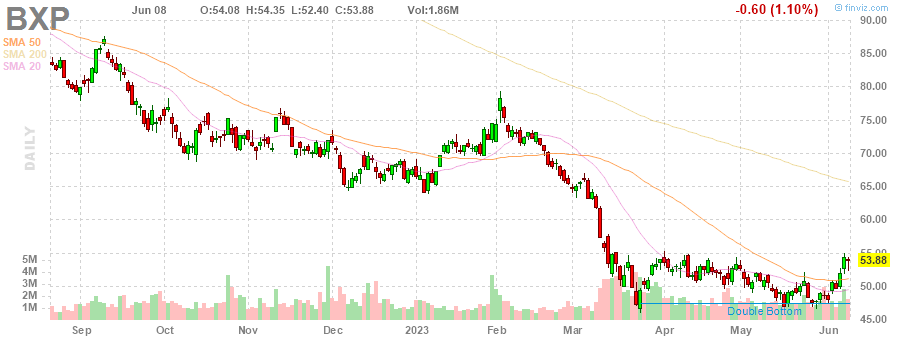 BXP Jun 08 O:54.08 H:54.35 L:52.40 C:53.88 Vol:1.86M -0.60 (1.10%) © finviz.com
SMA 50
SMA 200
SMA 20
DAILY
90.00
85.00
80.00
75.00
70.00
65.00
60.00
55.00
53.88
50.00
45.00
5M
4M
3M
2M
1M
Double Bottom
Sep Oct Nov Dec 2023 Feb Mar Apr May Jun